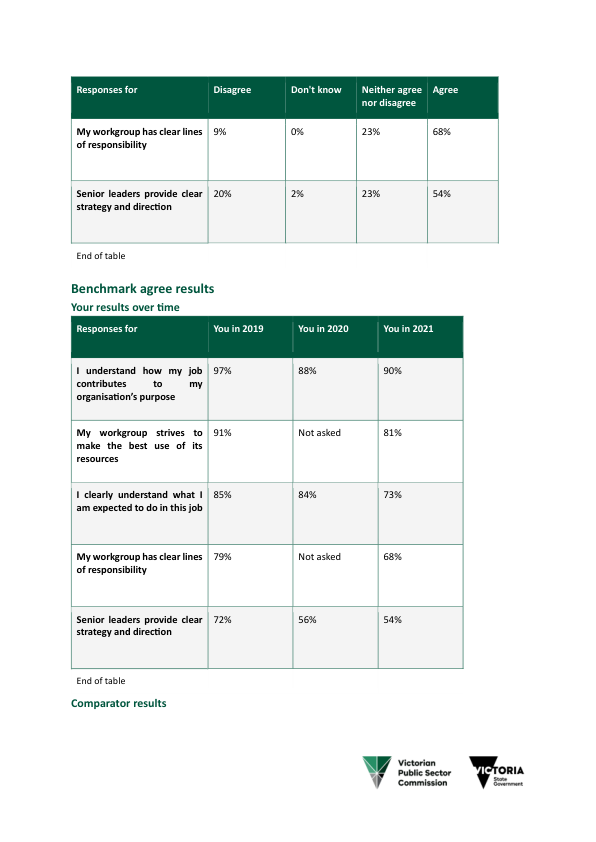 Responses for Disagree Don't know Neither agree Agree
nor disagree
My workgroup has clear lines 9% 0% 23% 68%
of responsibility
Senior leaders provide clear 20% 2% 23% 54%
strategy and direction
End of table
Benchmark agree results
Your results over time
Responses for You in 2019 You in 2020 You in 2021
I understand how my job 97% 88% 90%
contributes to my
organisation’s purpose
My workgroup strives to 91% Not asked 81%
make the best use of its
resources
I clearly understand what I 85% 84% 73%
am expected to do in this job
My workgroup has clear lines 79% Not asked 68%
of responsibility
Senior leaders provide clear 72% 56% 54%
strategy and direction
End of table
Comparator results
Victorian
Public Sector
Commission
VICTORIA
State
Government